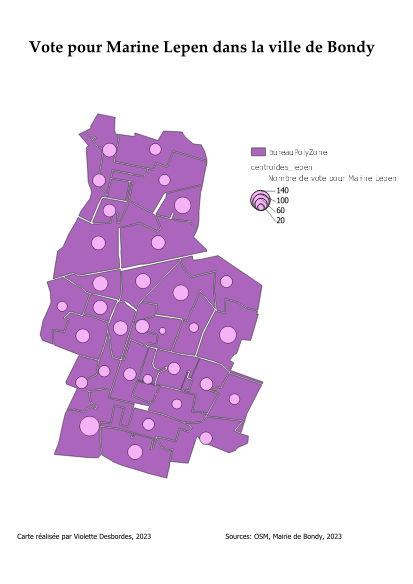 Vote pour Marine Lepen dans la ville de Bondy
bureauPolyZone
centroides_lepen
Nombre de vote pour Marine Lepen
140
100
60
20
Carte réalisée par Violette Desbordes, 2023
Sources: OSM, Mairie de Bondy, 2023